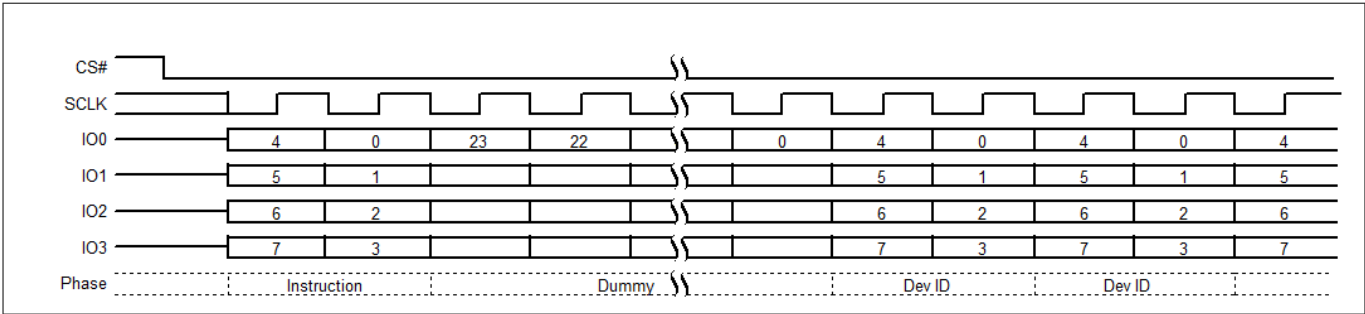 CS#
SCLK
IO0 4 0 23 22 0 4 0 4 0 4
IO1 5 1 5 1 5 1 5
IO2 6 2 6 2 6 2 6
IO3 7 3 7 3 7 3 7
Phase Instruction Dummy Dev ID Dev ID